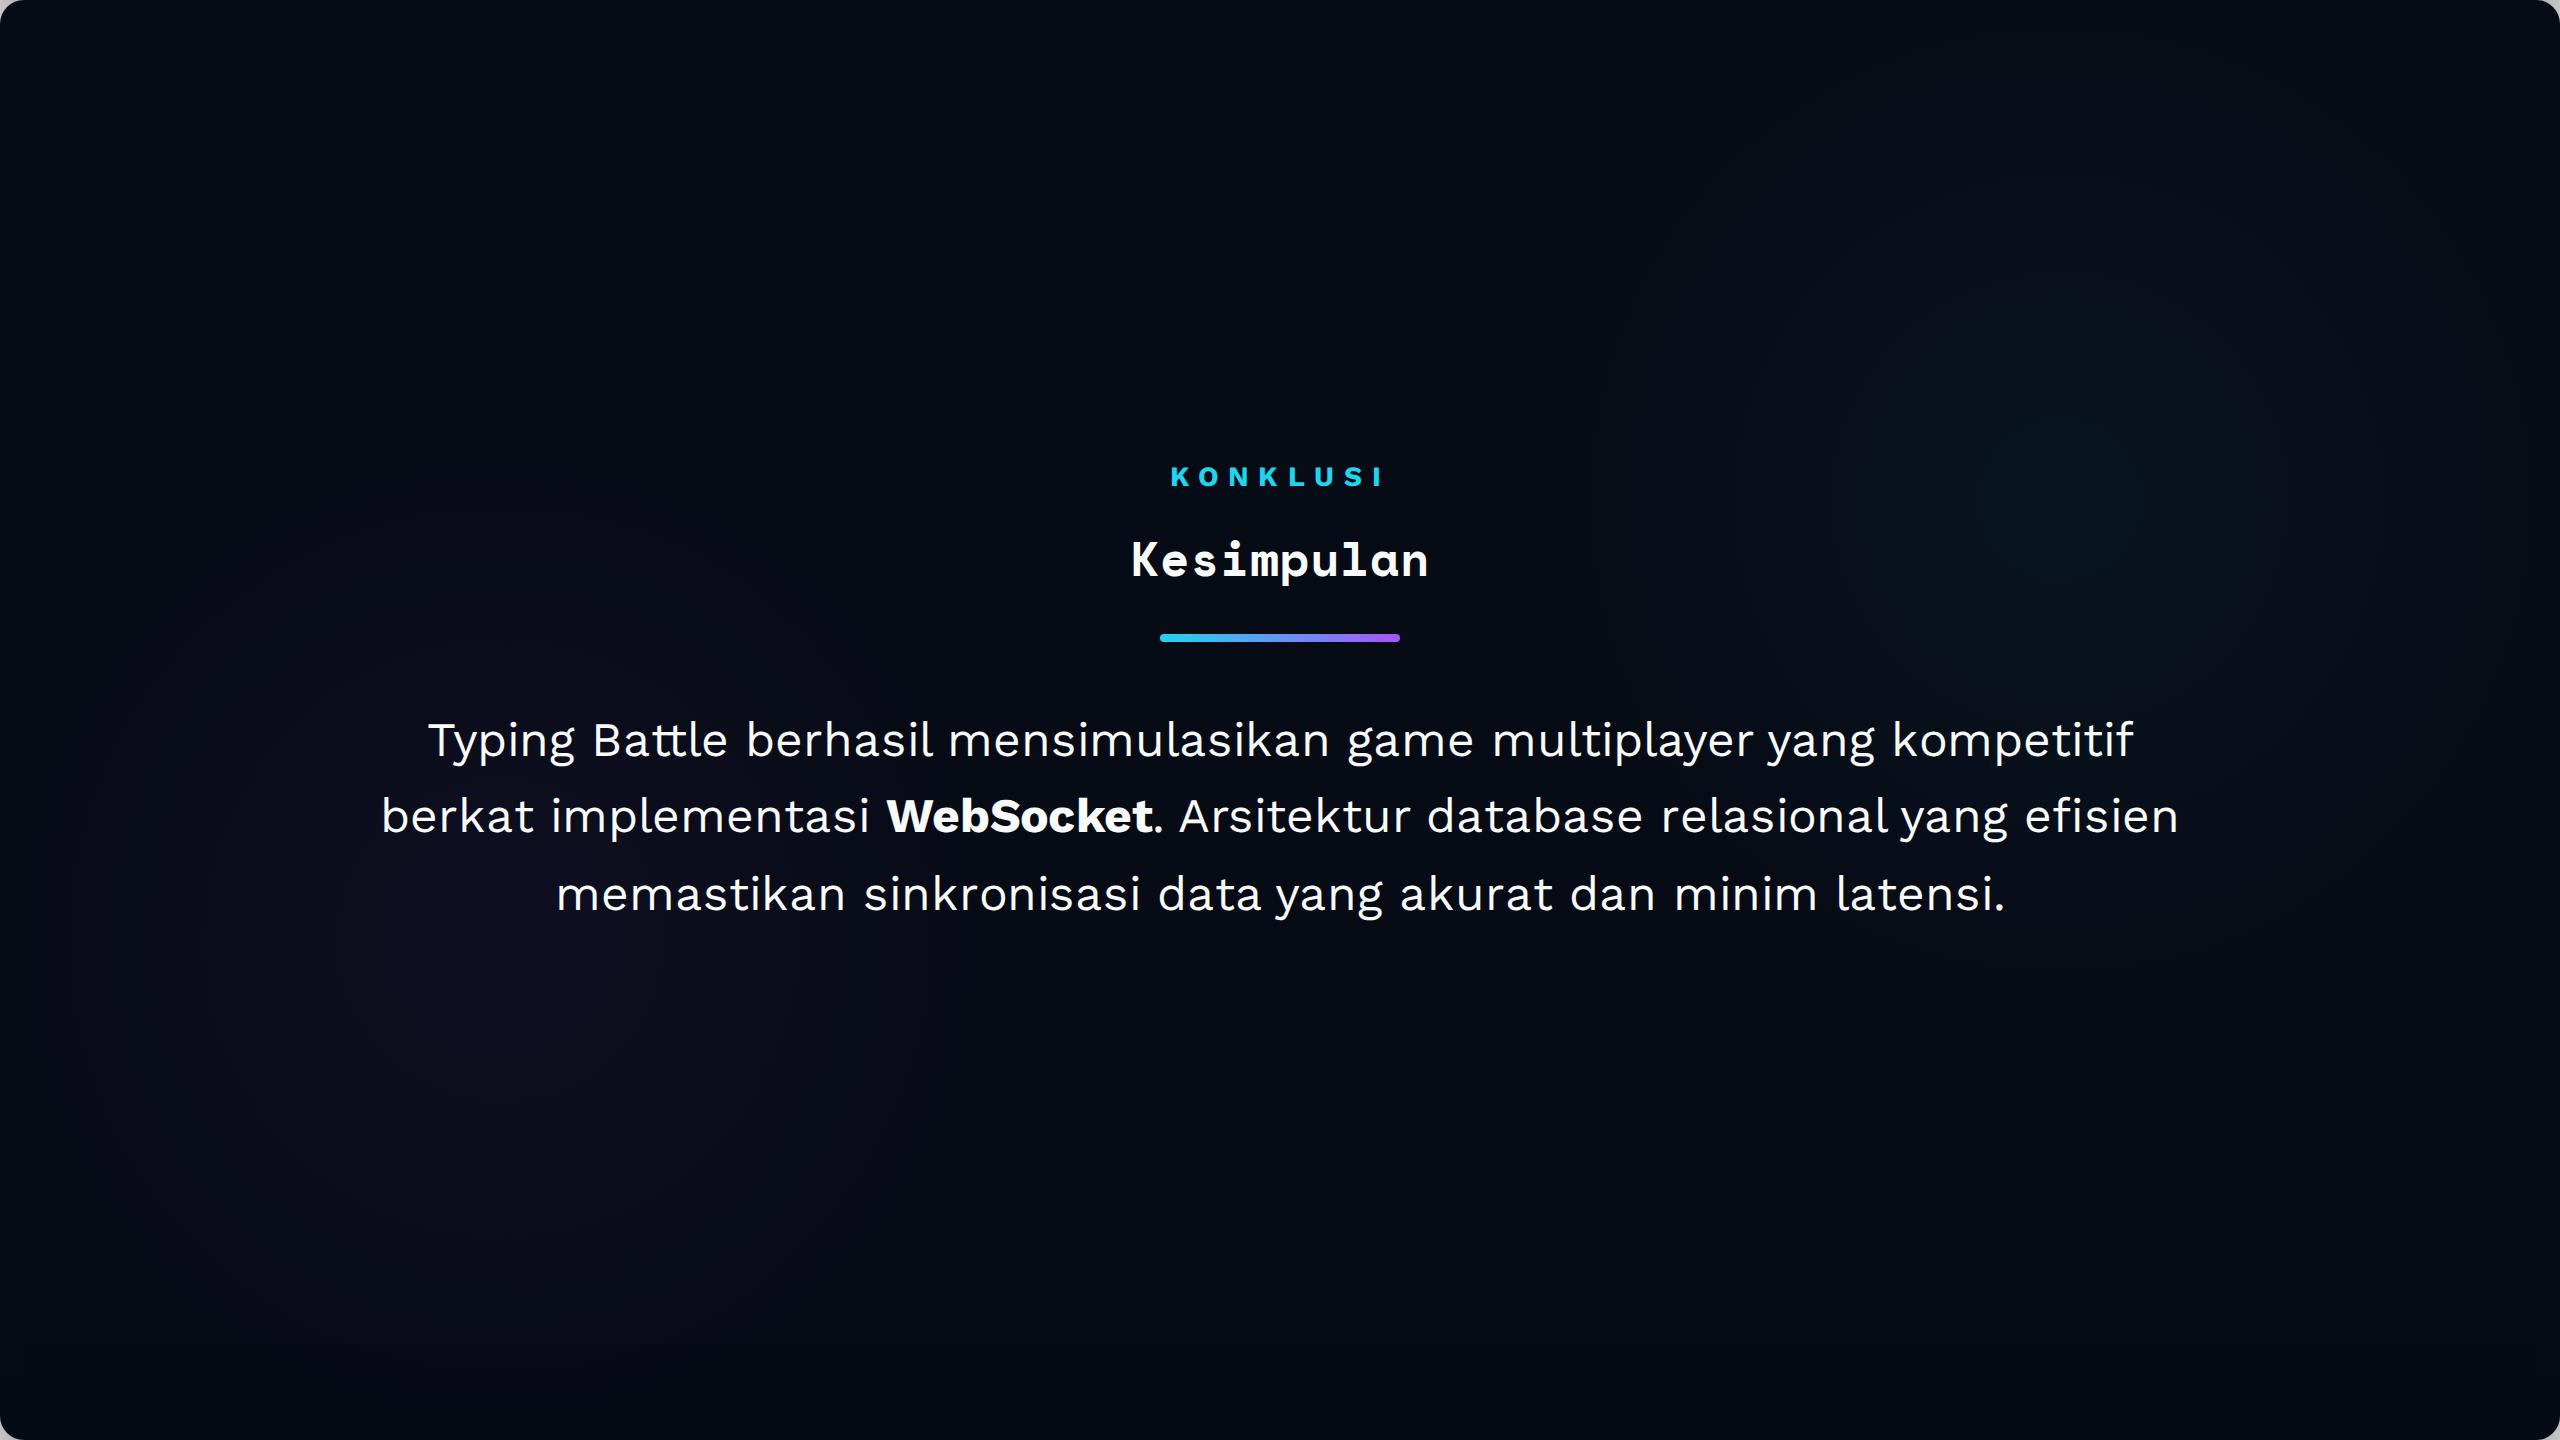 KONKLUSI
Kesimpulan
Typing Battle berhasil mensimulasikan game multiplayer yang kompetitif
berkat implementasi WebSocket. Arsitektur database relasional yang efisien
memastikan sinkronisasi data yang akurat dan minim latensi.